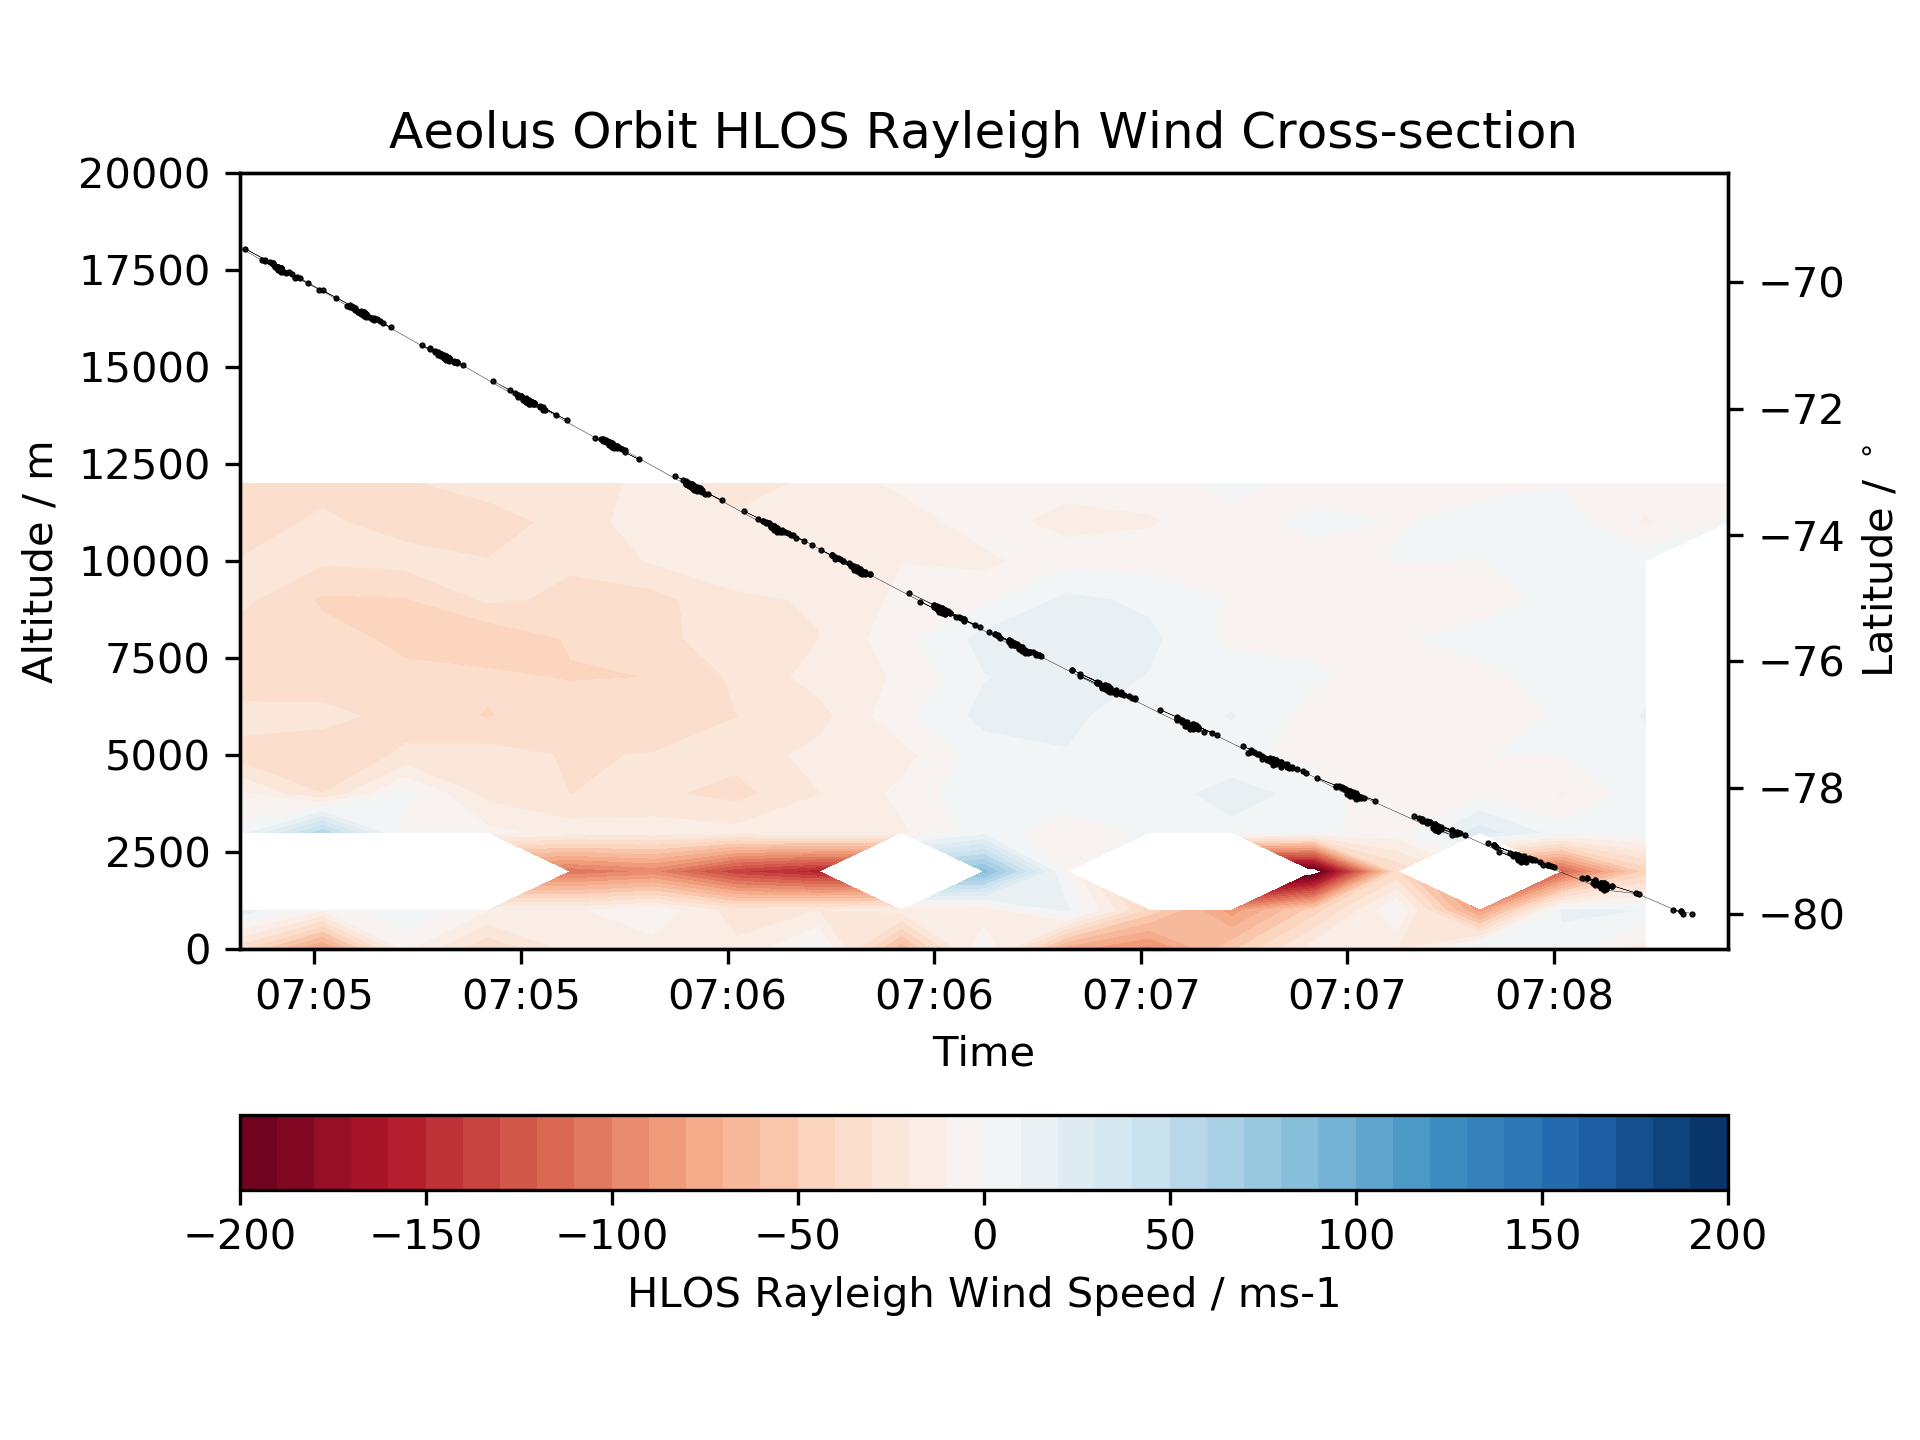 Aeolus Orbit HLOS Rayleigh Wind Cross-section
20000
17500
15000
12500
10000
7500
5000
2500
0
Altitude / m
−70
−72
−74
−76
−78
−80
Latitude / °
07:05 07:05 07:06 07:06 07:07 07:07 07:08
Time
−200 −150 −100 −50 0 50 100 150 200
HLOS Rayleigh Wind Speed / ms-1